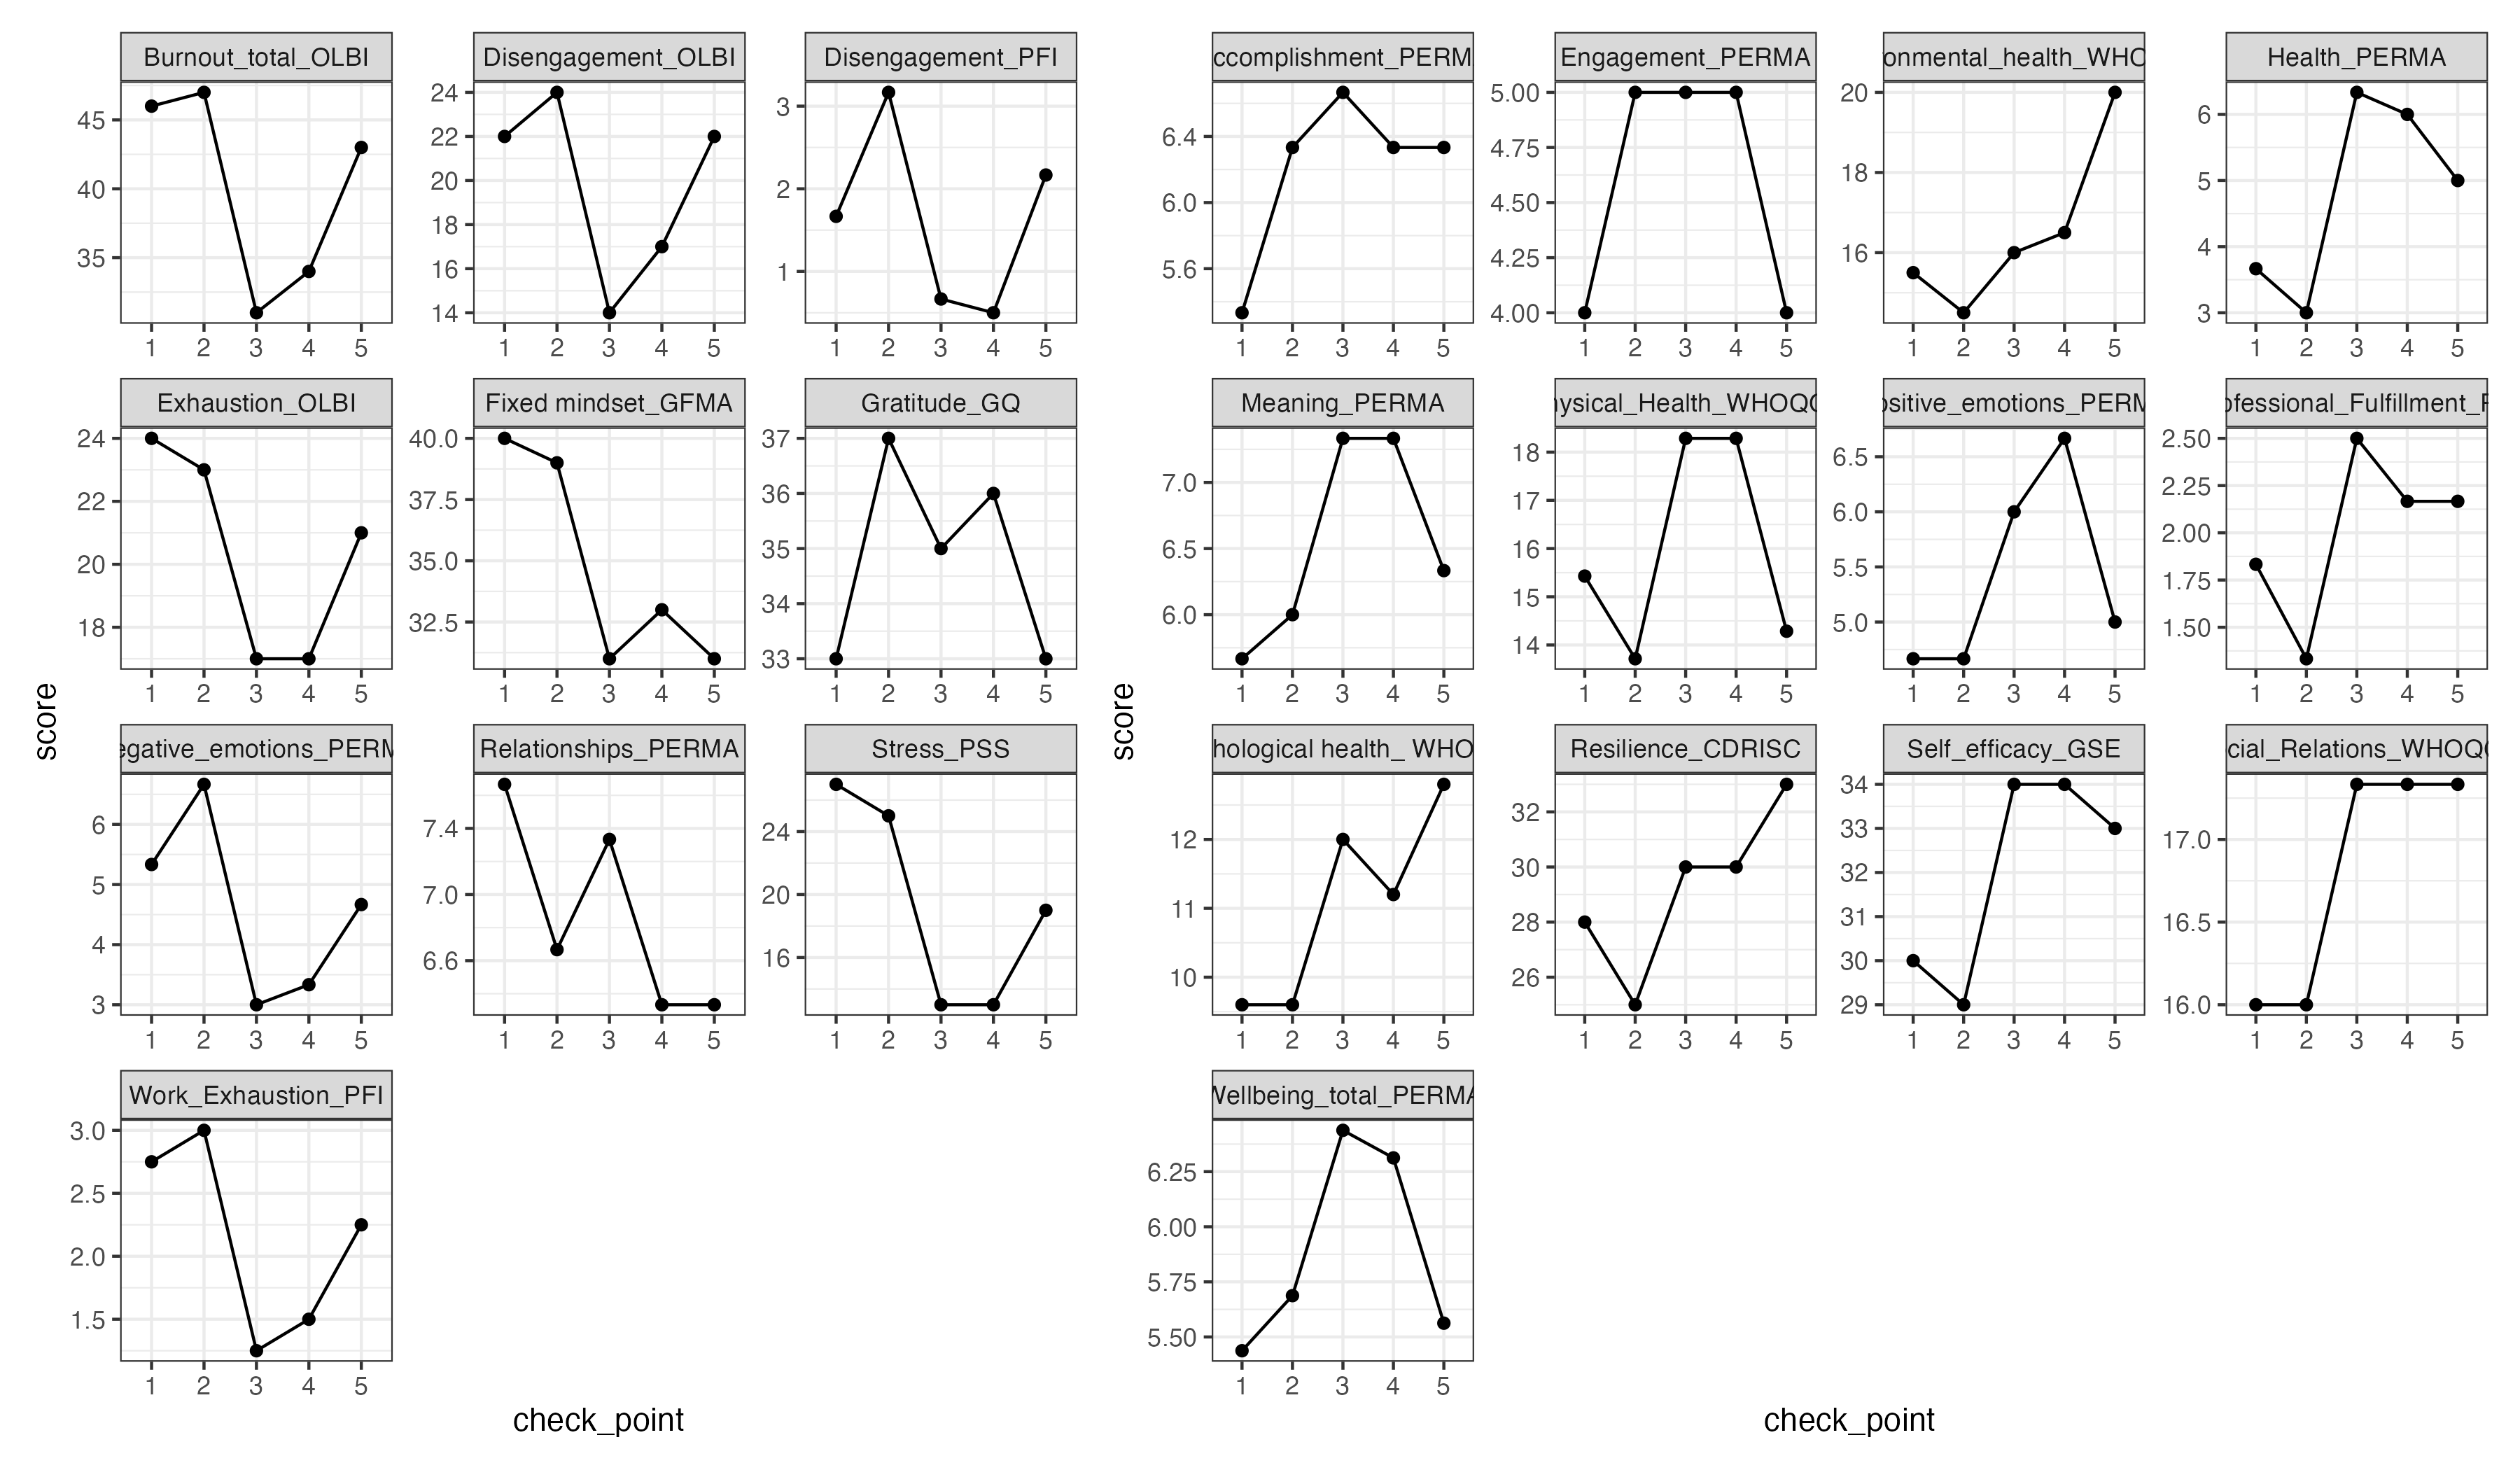 Burnout_total_OLBI
45
40
35
1 2 3 4 5
Disengagement_OLBI
24
22
20
18
16
14
1 2 3 4 5
Disengagement_PFI
3
2
1
1 2 3 4 5
Exhaustion_OLBI
24
22
20
18
1 2 3 4 5
Fixed mindset_GFMA
40.0
37.5
35.0
32.5
1 2 3 4 5
Gratitude_GQ
37
36
35
34
33
1 2 3 4 5
egative_emotions_PERM
6
5
4
3
1 2 3 4 5
Relationships_PERMA
7.4
7.0
6.6
1 2 3 4 5
Stress_PSS
24
20
16
1 2 3 4 5
Work_Exhaustion_PFI
3.0
2.5
2.0
1.5
1 2 3 4 5
score
check_point
ccomplishment_PERM
6.4
6.0
5.6
1 2 3 4 5
Engagement_PERMA
5.00
4.75
4.50
4.25
4.00
1 2 3 4 5
onmental_health_WHO
20
18
16
1 2 3 4 5
Health_PERMA
6
5
4
3
1 2 3 4 5
Meaning_PERMA
7.0
6.5
6.0
1 2 3 4 5
hysical_Health_WHOQO
18
17
16
15
14
1 2 3 4 5
ositive_emotions_PERM
6.5
6.0
5.5
5.0
1 2 3 4 5
ofessional_Fulfillment_P
2.50
2.25
2.00
1.75
1.50
1 2 3 4 5
hological health_ WHO
12
11
10
1 2 3 4 5
Resilience_CDRISC
32
30
28
26
1 2 3 4 5
Self_efficacy_GSE
34
33
32
31
30
29
1 2 3 4 5
cial_Relations_WHOQO
17.0
16.5
16.0
1 2 3 4 5
Wellbeing_total_PERMA
6.25
6.00
5.75
5.50
1 2 3 4 5
score
check_point